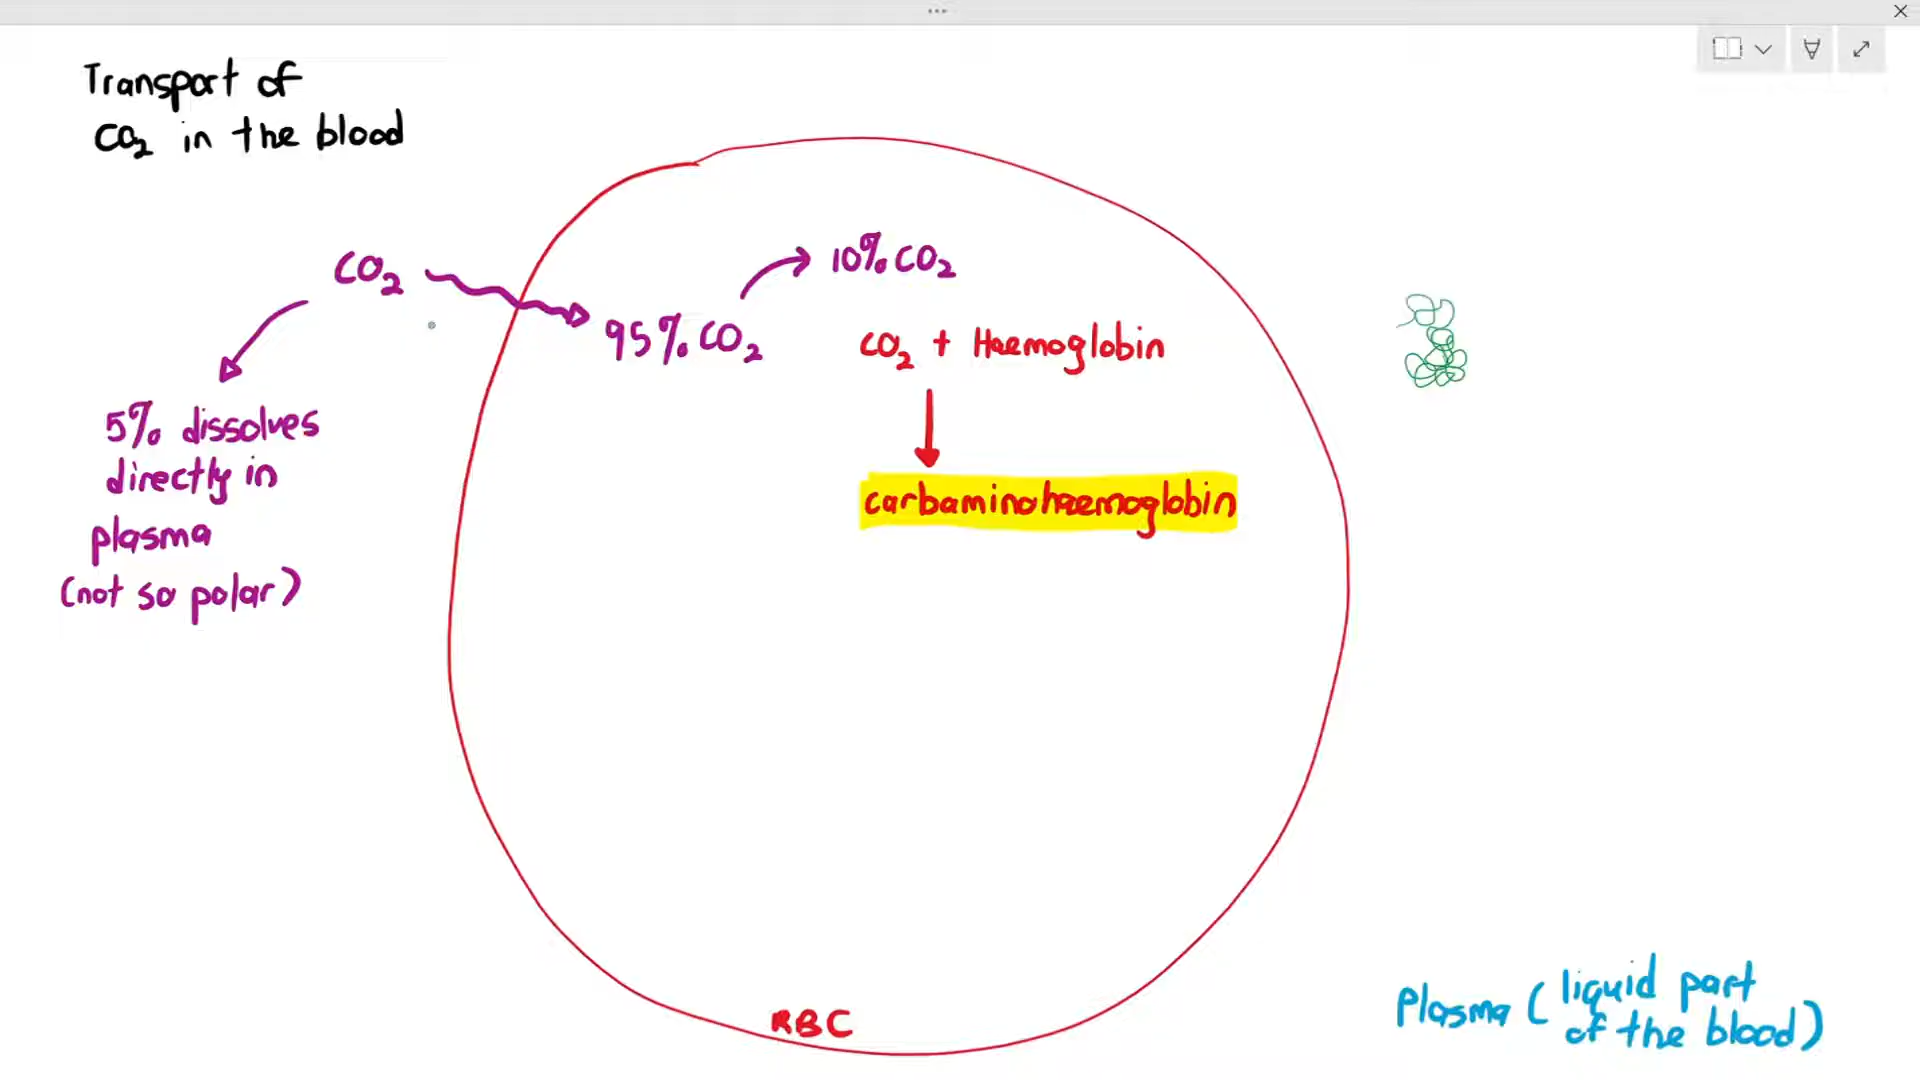 Transport of
CO2 in the blood
CO2
95% CO2
10% CO2
CO2 + Haemoglobin
carbaminohaemoglobin
5% dissolves
directly in
plasma
(not so polar)
RBC
Plasma (liquid part
of the blood)